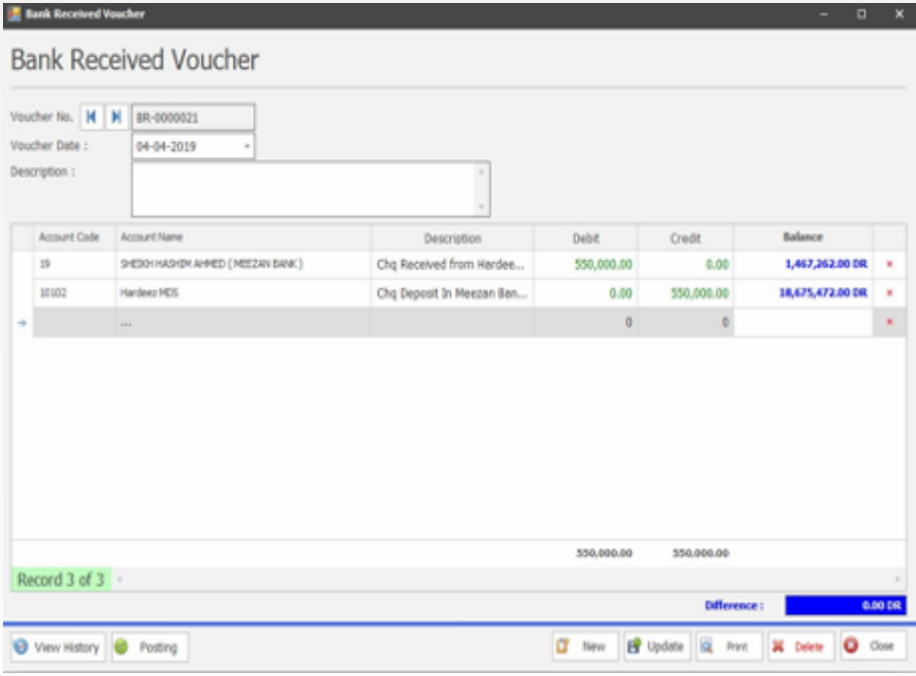 Bank Received Voucher
Bank Received Voucher
Voucher No. BR-0000021
Voucher Date : 04-04-2019
Description :
Account Code Account Name Description Debit Credit Balance
19 SHEIKH HASHIM AHMED ( MEEZAN BANK ) Chq Received from Hardee... 550,000.00 0.00 1,467,262.00 DR
10102 Hardeez MDS Chq Deposit In Meezan Ban... 0.00 550,000.00 18,675,472.00 DR
... 0 0
550,000.00 550,000.00
Record 3 of 3
Difference : 0.00 DR
View History Posting New Update Print Delete Close